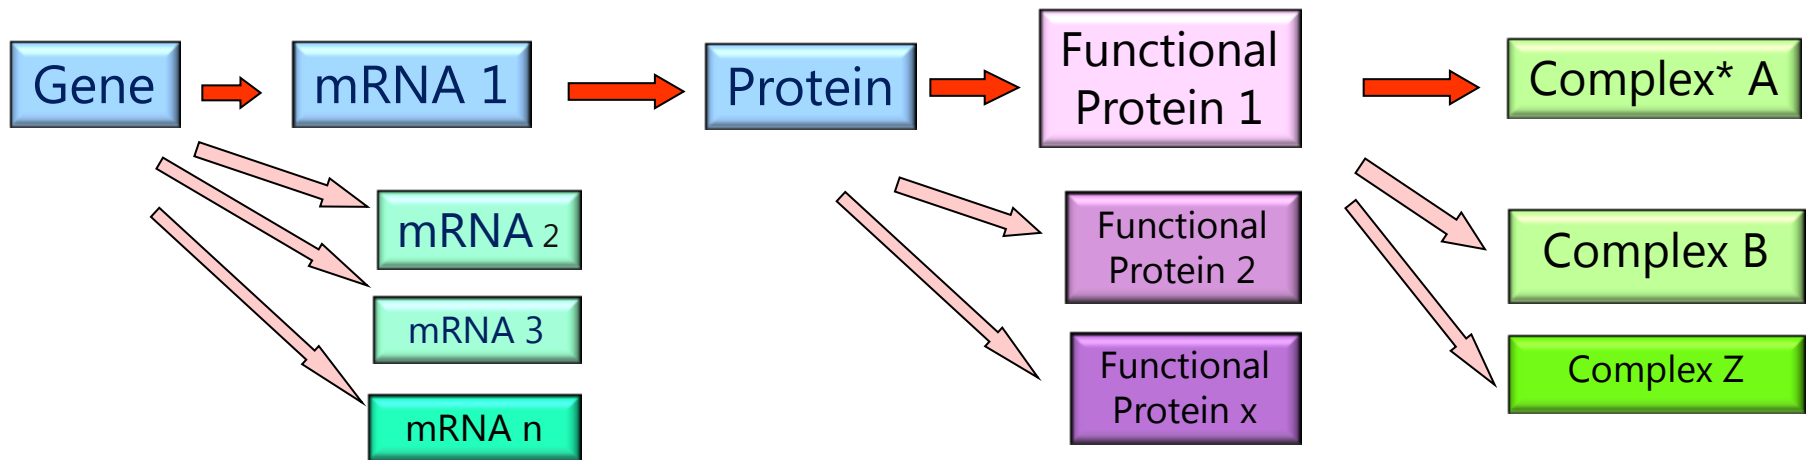 Gene
mRNA 1
Protein
Functional
Protein 1
Complex* A
mRNA 2
mRNA 3
mRNA n
Functional
Protein 2
Functional
Protein x
Complex B
Complex Z